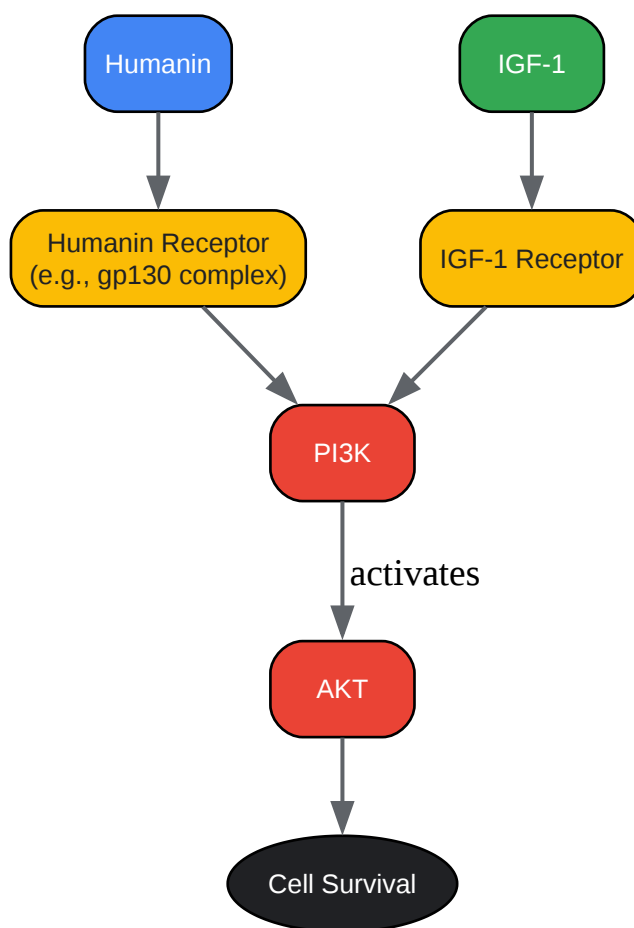 Humanin
IGF-1
Humanin Receptor
(e.g., gp130 complex)
IGF-1 Receptor
PI3K
activates
AKT
Cell Survival